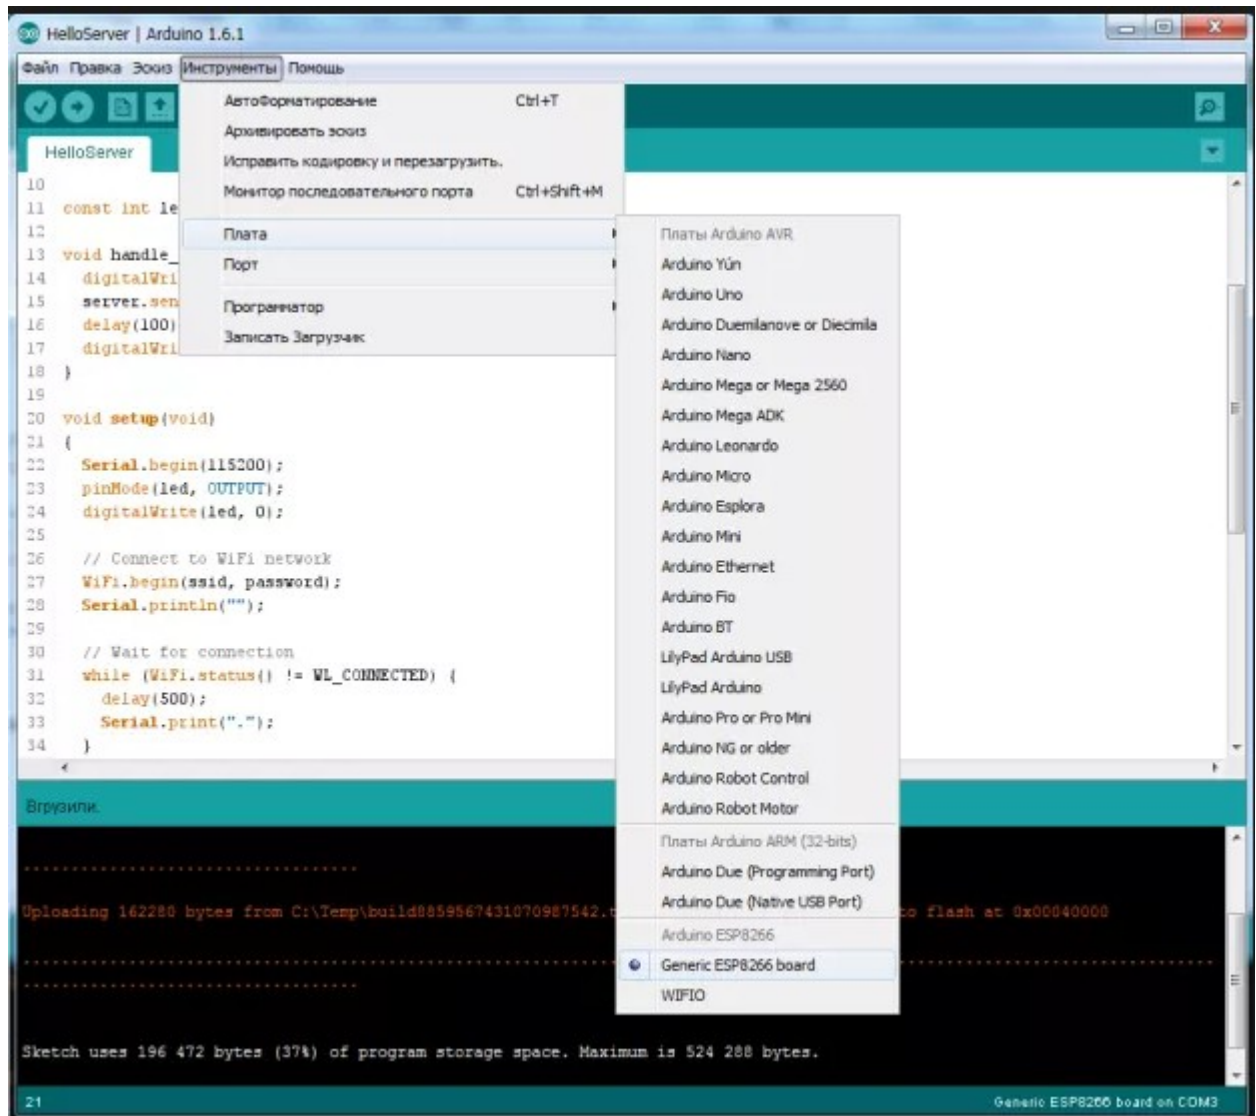 HelloServer | Arduino 1.6.1
Файл Правка Эскиз Инструменты Помощь
АвтоФорматирование Ctrl+T
Архивировать эскиз
Исправить кодировку и перезагрузить.
Монитор последовательного порта Ctrl+Shift+M
Плата
Порт
Программатор
Записать Загрузчик
Платы Arduino AVR
Arduino Yún
Arduino Uno
Arduino Duemilanove or Diecimila
Arduino Nano
Arduino Mega or Mega 2560
Arduino Mega ADK
Arduino Leonardo
Arduino Micro
Arduino Esplora
Arduino Mini
Arduino Ethernet
Arduino Fio
Arduino BT
LilyPad Arduino USB
LilyPad Arduino
Arduino Pro or Pro Mini
Arduino NG or older
Arduino Robot Control
Arduino Robot Motor
Платы Arduino ARM (32-bits)
Arduino Due (Programming Port)
Arduino Due (Native USB Port)
Arduino ESP8266
Generic ESP8266 board
WIFIO
HelloServer
10
11 const int le
12
13 void handle_
14 digitalWri
15 server.sen
16 delay(100)
17 digitalWri
18 }
19
20 void setup(void)
21 {
22 Serial.begin(115200);
23 pinMode(led, OUTPUT);
24 digitalWrite(led, 0);
25
26 // Connect to WiFi network
27 WiFi.begin(ssid, password);
28 Serial.println("");
29
30 // Wait for connection
31 while (WiFi.status() != WL_CONNECTED) {
32 delay(500);
33 Serial.print(".");
34 }
Вгрузили.
Uploading 162280 bytes from C:\Temp\build8859567431070987542.t to flash at 0x00040000
Sketch uses 196 472 bytes (37%) of program storage space. Maximum is 524 288 bytes.
21 Generic ESP8266 board on COM3